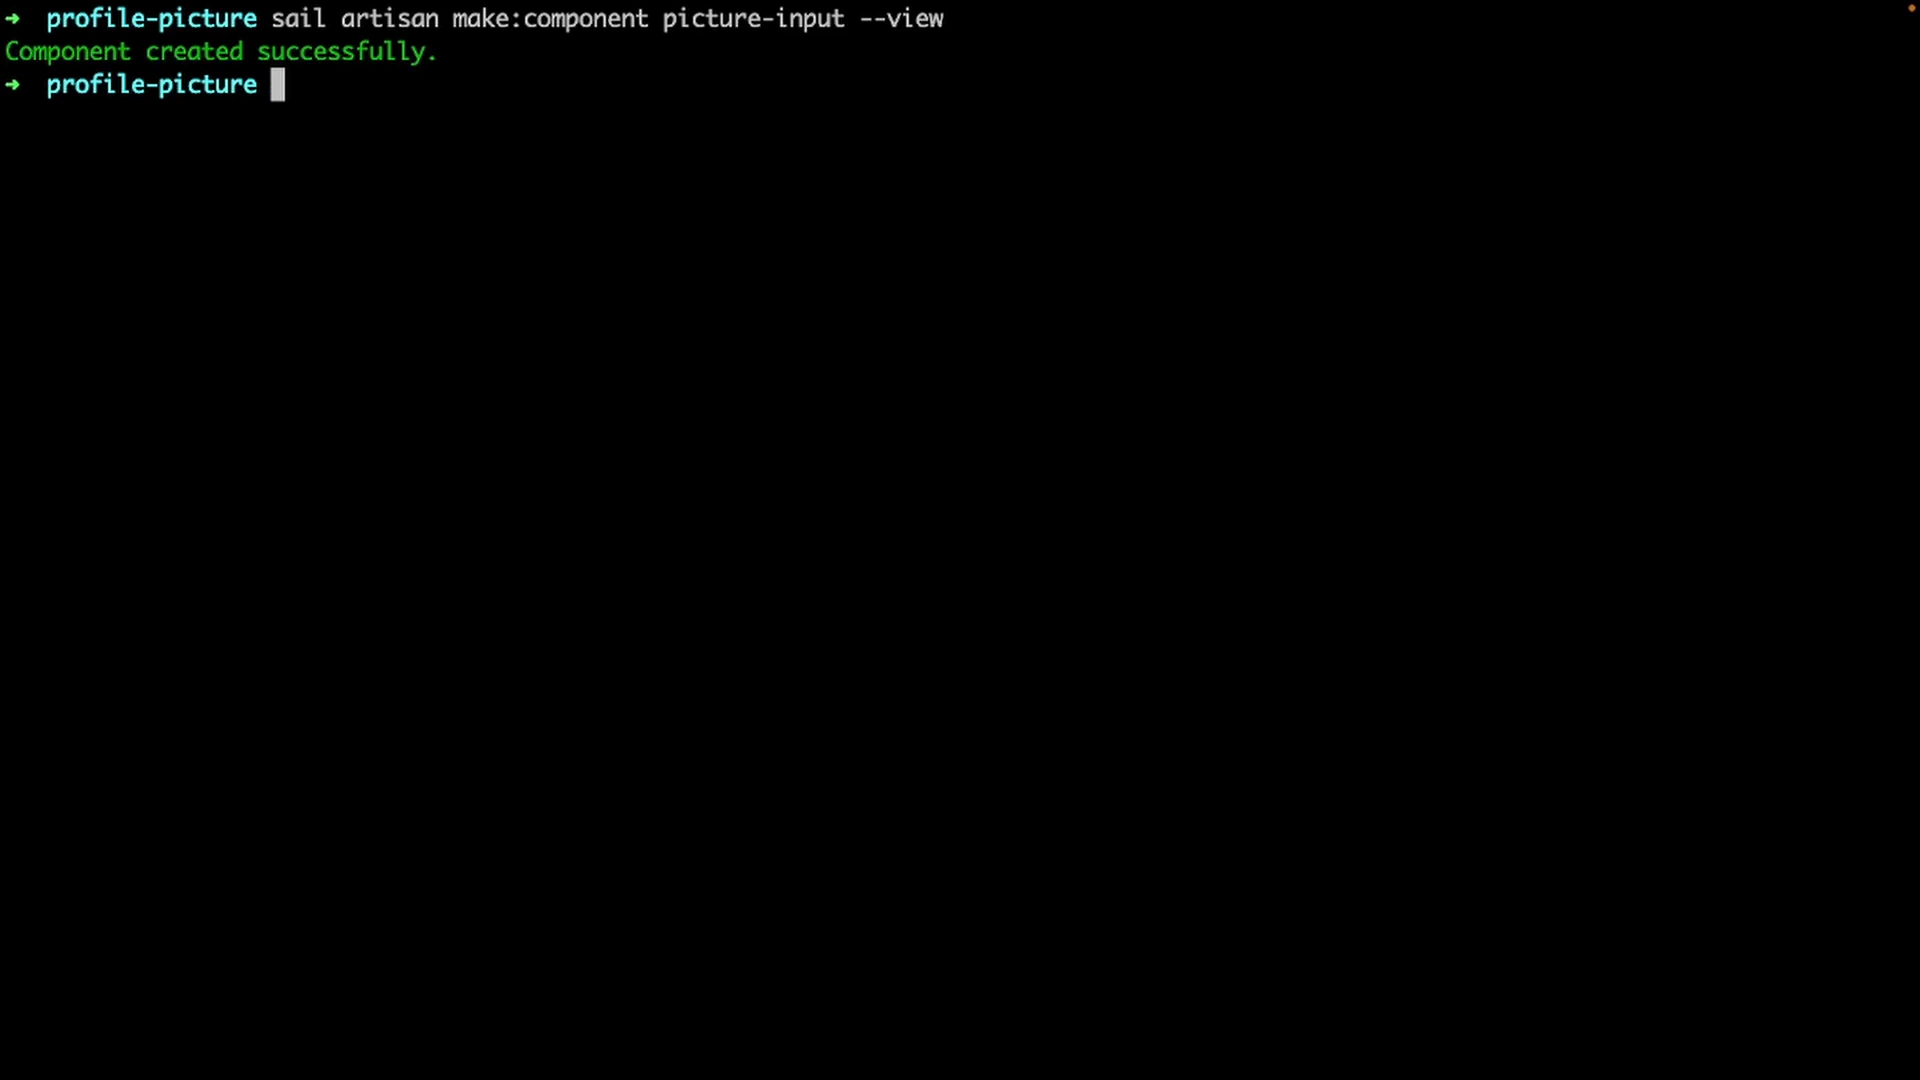 ➜ profile-picture sail artisan make:component picture-input --view
Component created successfully.
➜ profile-picture